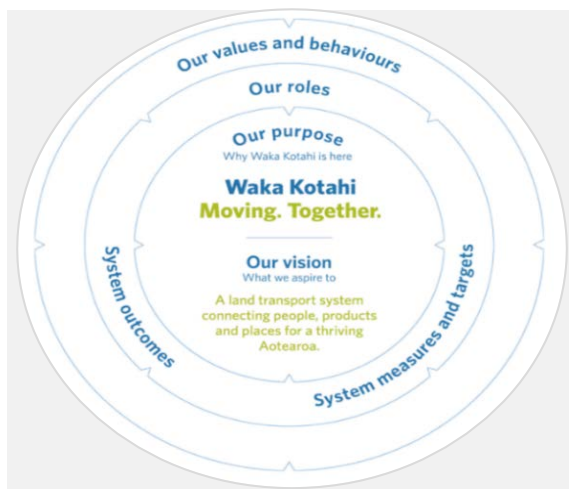 Our values and behaviours
Our roles
Our purpose
Why Waka Kotahi is here
Waka Kotahi
Moving. Together.
Our vision
What we aspire to
A land transport system
connecting people, products
and places for a thriving
Aotearoa.
System outcomes
System measures and targets